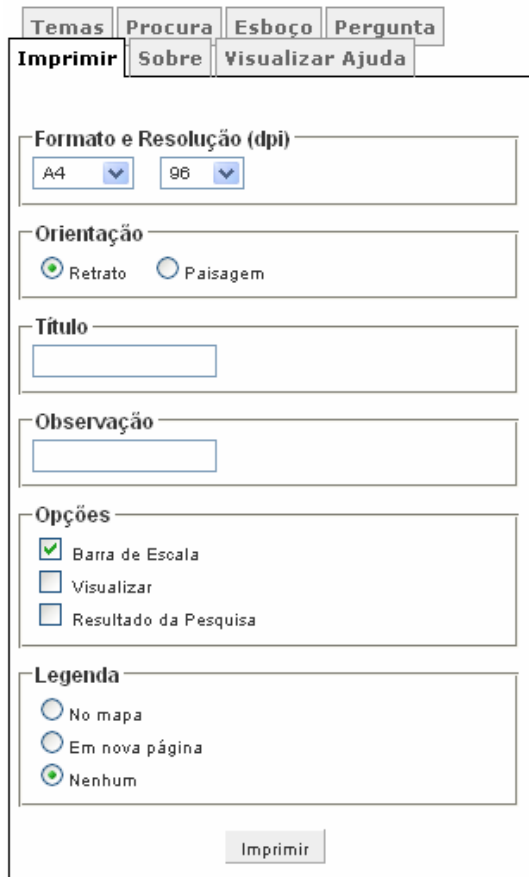 Temas Procura Esboço Pergunta
Imprimir Sobre Visualizar Ajuda
Formato e Resolução (dpi)
A4 96
Orientação
Retrato Paisagem
Título
Observação
Opções
Barra de Escala
Visualizar
Resultado da Pesquisa
Legenda
No mapa
Em nova página
Nenhum
Imprimir